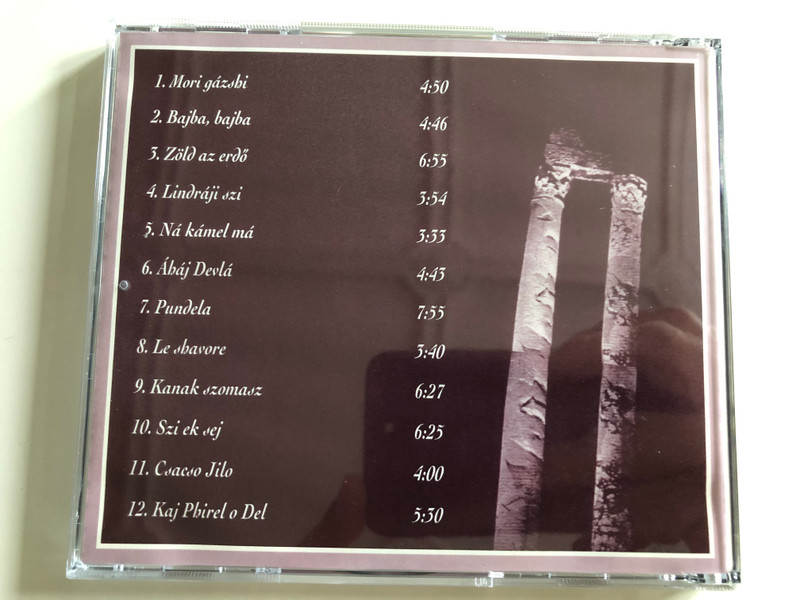 1. Mori gázshi 4:50
2. Bajba, bajba 4:46
3. Zöld az erdő 6:55
4. Lindráji szi 3:54
5. Ná kámel má 3:33
6. Áháj Devlá 4:43
7. Pundela 7:55
8. Le shavore 3:40
9. Kanak szomasz 6:27
10. Szi ek sej 6:25
11. Csacso Jilo 4:00
12. Kaj Phirel o Del 5:30